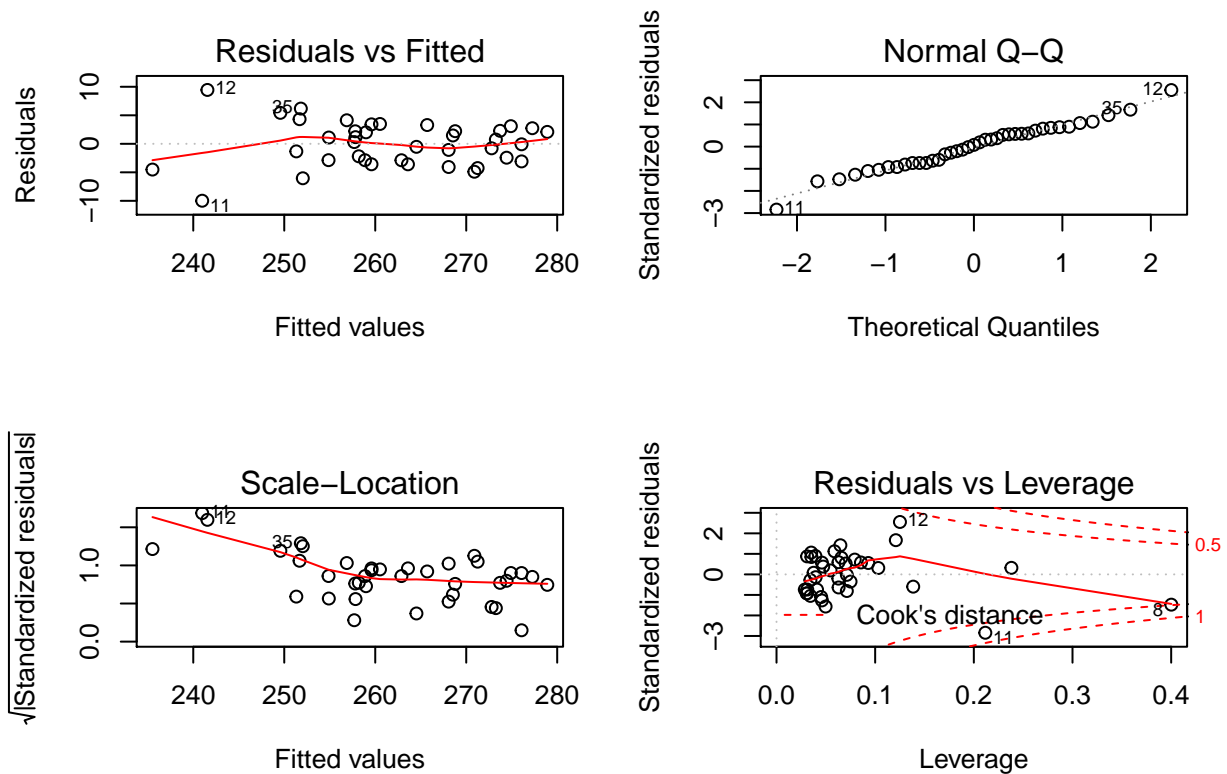 Residuals vs Fitted
Residuals
10
0
−10
12
35
11
240 250 260 270 280
Fitted values
Normal Q−Q
Standardized residuals
2
0
−3
12
35
11
−2 −1 0 1 2
Theoretical Quantiles
Scale−Location
√|Standardized residuals|
1.0
0.0
11
12
35
240 250 260 270 280
Fitted values
Residuals vs Leverage
Standardized residuals
2
0
−3
12
0.5
Cook's distance
8
1
11
0.0 0.1 0.2 0.3 0.4
Leverage